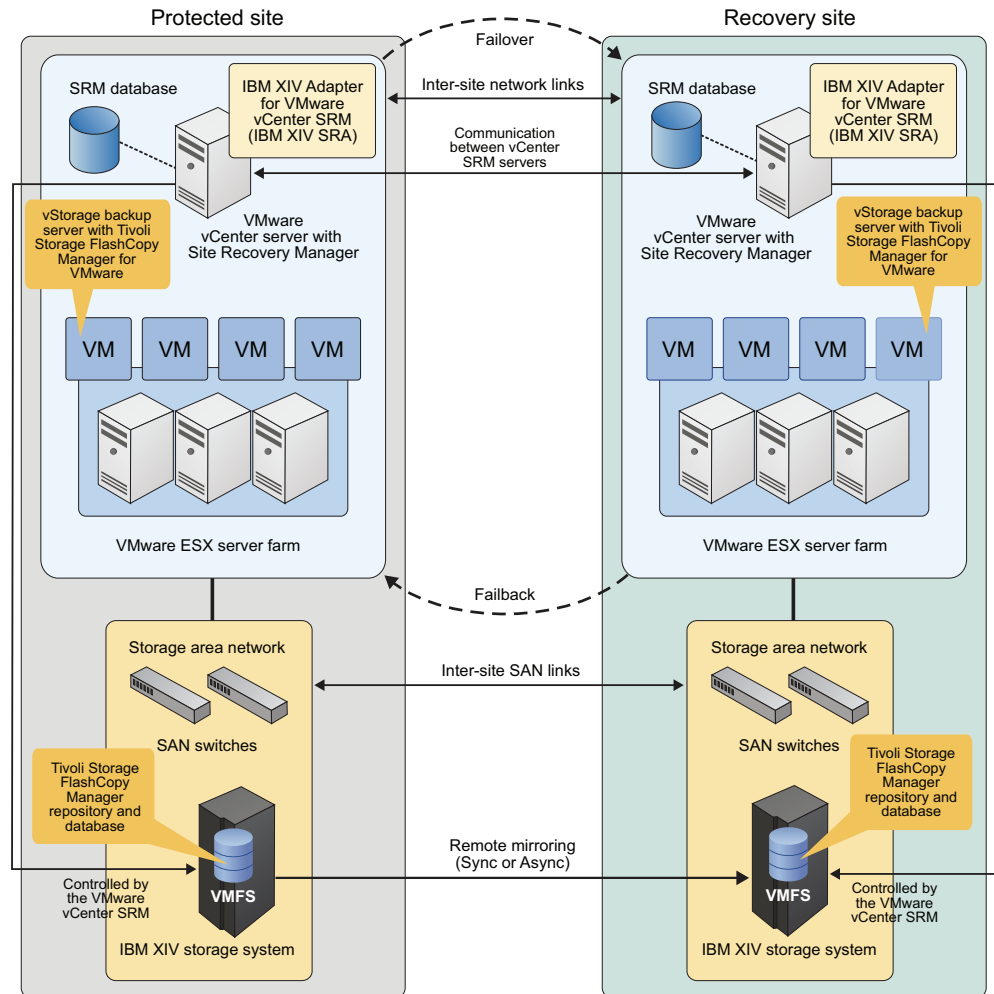 Protected site
Recovery site
Failover
SRM database
IBM XIV Adapter
for VMware
vCenter SRM
(IBM XIV SRA)
Inter-site network links
SRM database
IBM XIV Adapter
for VMware
vCenter SRM
(IBM XIV SRA)
Communication
between vCenter
SRM servers
vStorage backup
server with Tivoli
Storage FlashCopy
Manager for
VMware
VMware
vCenter server with
Site Recovery Manager
VMware
vCenter server with
Site Recovery Manager
vStorage backup
server with Tivoli
Storage FlashCopy
Manager for
VMware
VM
VM
VM
VM
VM
VM
VM
VM
VMware ESX server farm
VMware ESX server farm
Failback
Storage area network
Inter-site SAN links
Storage area network
SAN switches
SAN switches
Tivoli Storage
FlashCopy
Manager
repository and
database
Tivoli Storage
FlashCopy
Manager
repository and
database
Remote mirroring
(Sync or Async)
VMFS
VMFS
Controlled by
the VMware
vCenter SRM
Controlled by
the VMware
vCenter SRM
IBM XIV storage system
IBM XIV storage system